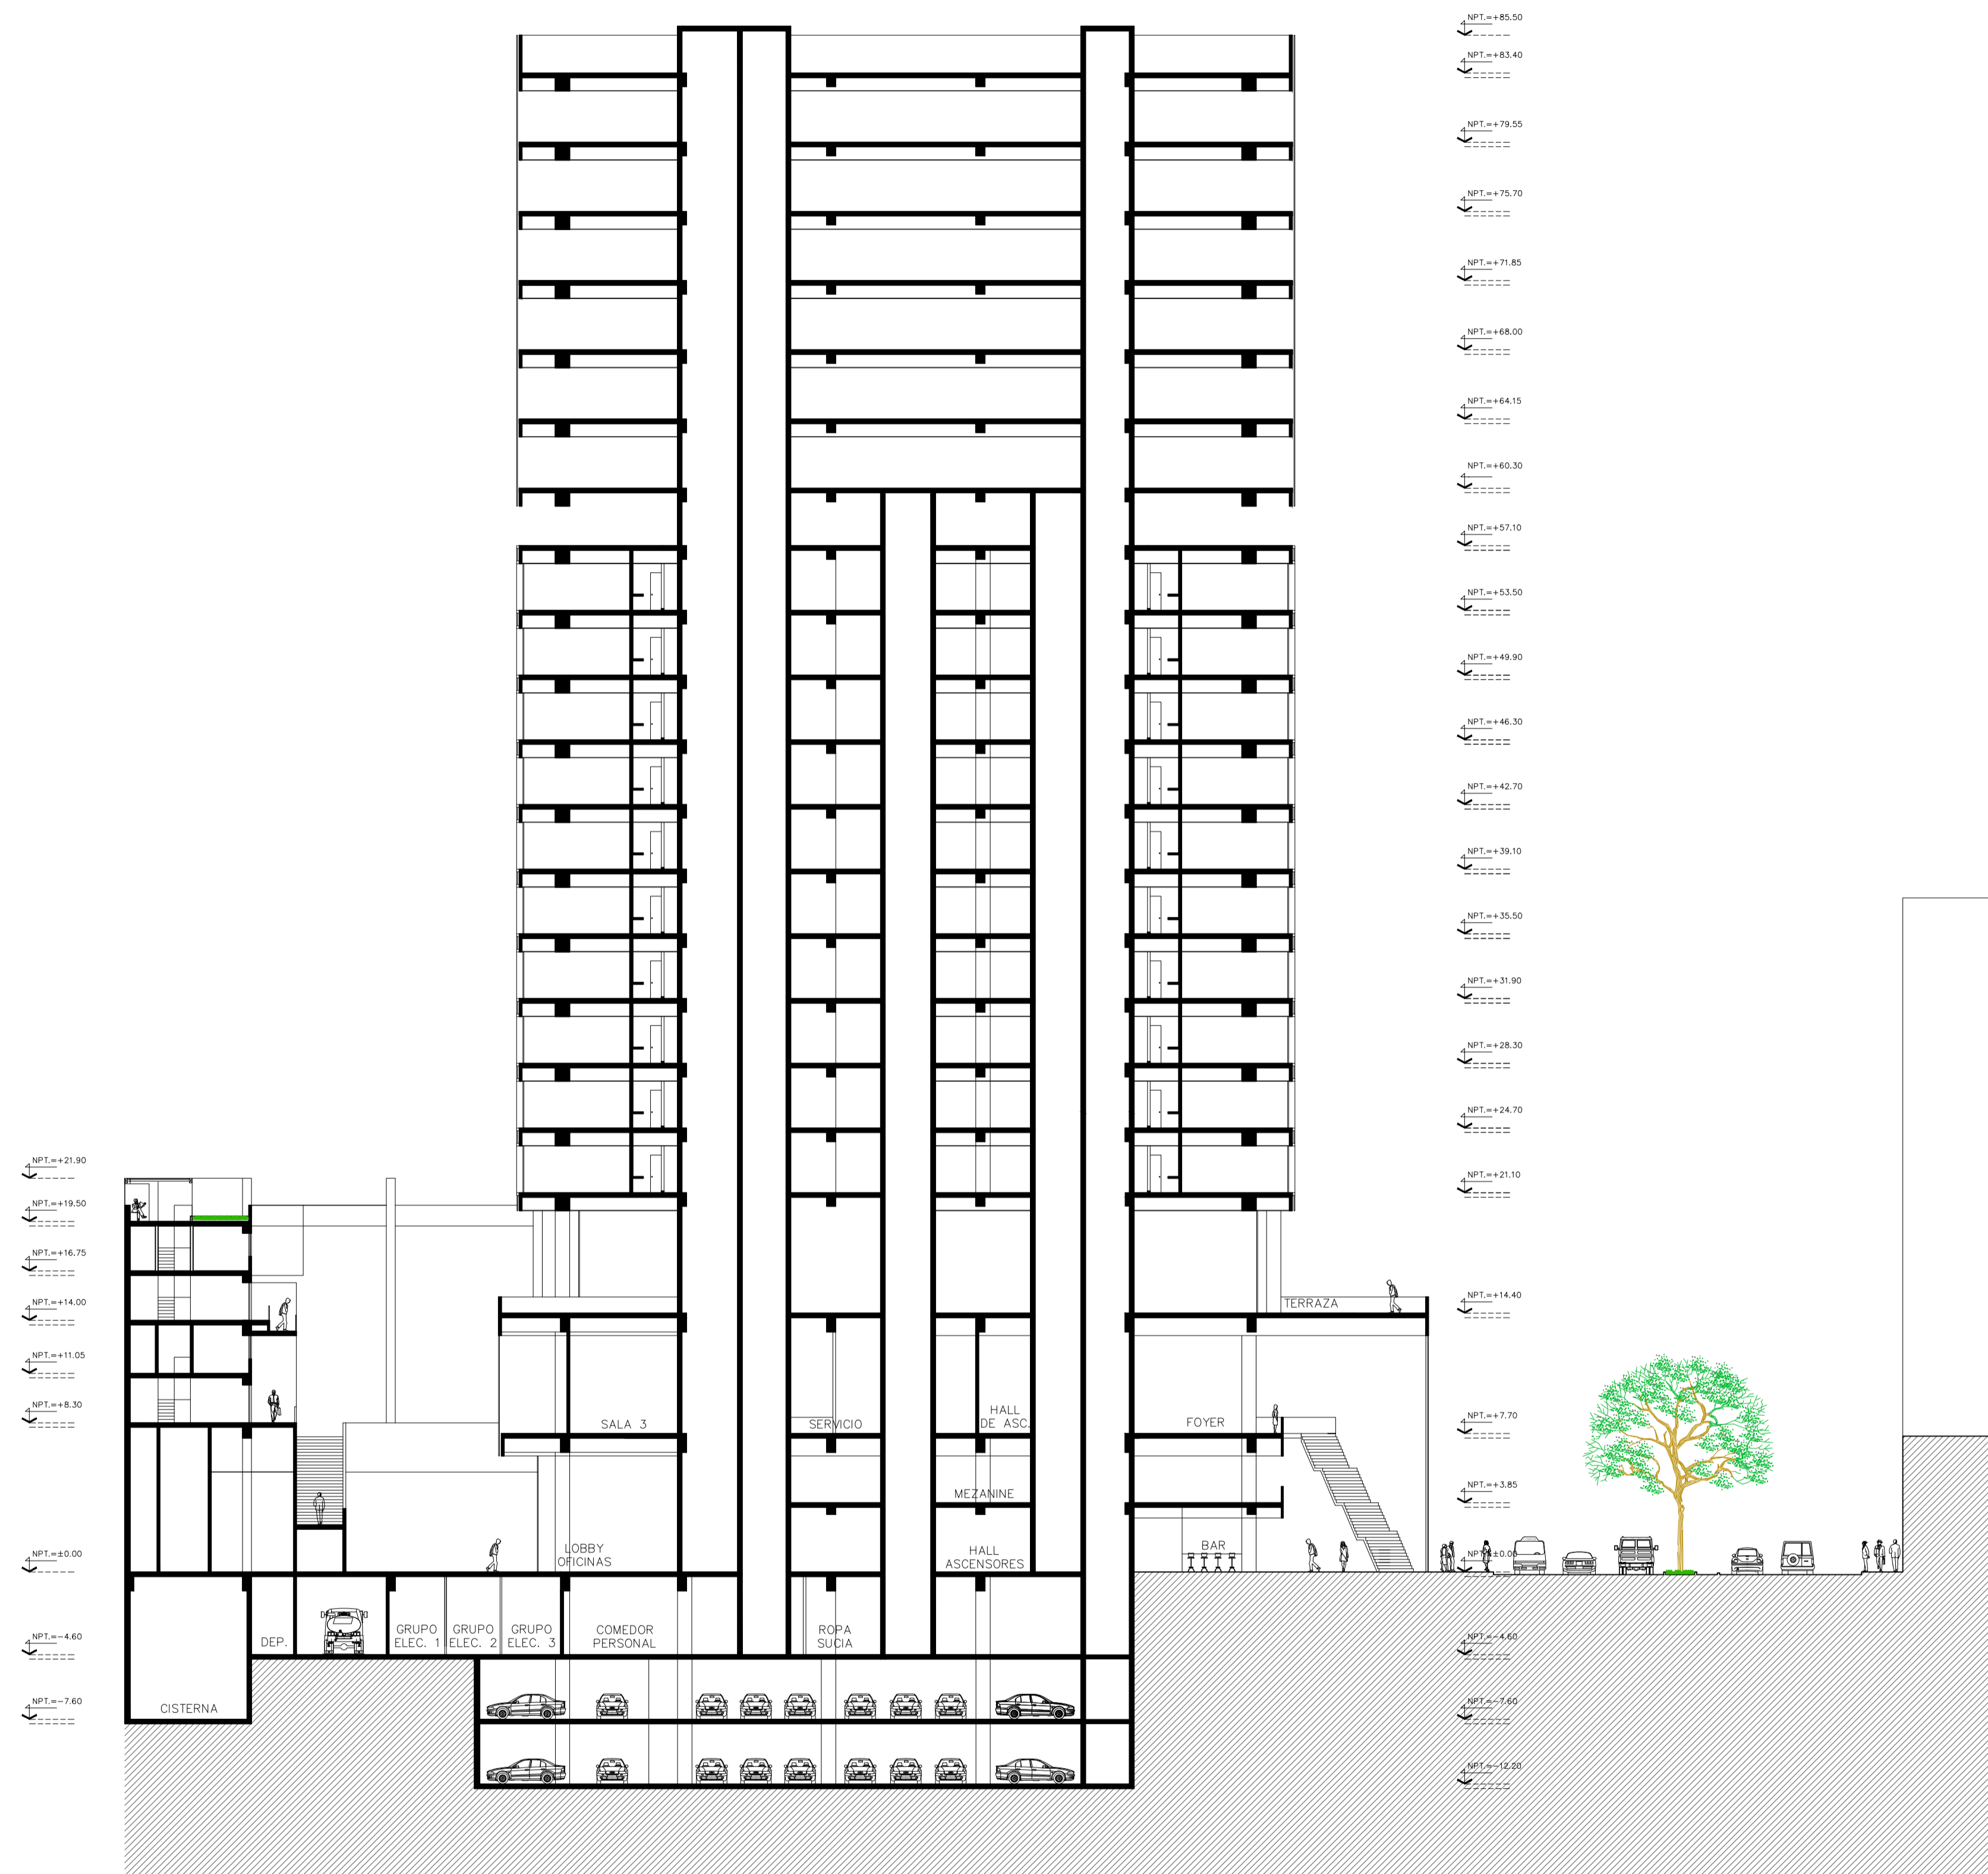 NPT.=+85.50
NPT.=+83.40
NPT.=+79.55
NPT.=+75.70
NPT.=+71.85
NPT.=+68.00
NPT.=+64.15
NPT.=+60.30
NPT.=+57.10
NPT.=+53.50
NPT.=+49.90
NPT.=+46.30
NPT.=+42.70
NPT.=+39.10
NPT.=+35.50
NPT.=+31.90
NPT.=+28.30
NPT.=+24.70
NPT.=+21.10
NPT.=+14.40
NPT.=+7.70
NPT.=+3.85
NPT.=±0.00
NPT.=-4.60
NPT.=-7.60
NPT.=-12.20
NPT.=+21.90
NPT.=+19.50
NPT.=+16.75
NPT.=+14.00
NPT.=+11.05
NPT.=+8.30
NPT.=±0.00
NPT.=-4.60
NPT.=-7.60
TERRAZA
SALA 3
SERVICIO
HALL
DE ASC.
FOYER
MEZANINE
LOBBY
OFICINAS
HALL
ASCENSORES
BAR
DEP.
GRUPO
ELEC. 1
GRUPO
ELEC. 2
GRUPO
ELEC. 3
COMEDOR
PERSONAL
ROPA
SUCIA
CISTERNA